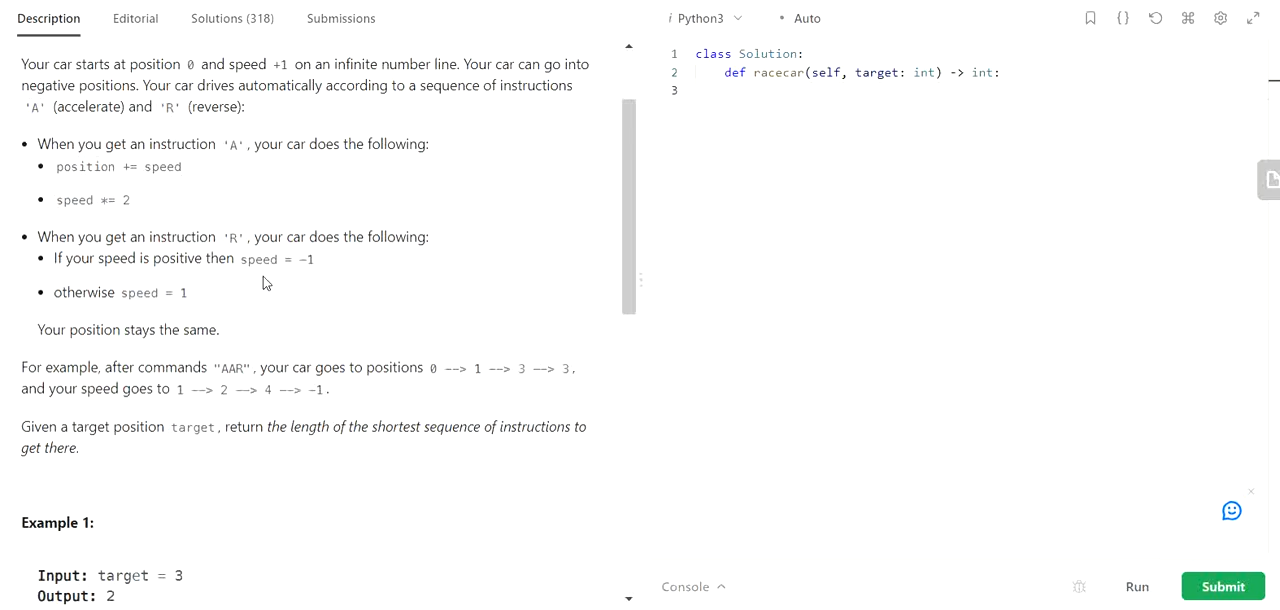 Description Editorial Solutions (318) Submissions
Your car starts at position 0 and speed +1 on an infinite number line. Your car can go into
negative positions. Your car drives automatically according to a sequence of instructions
'A' (accelerate) and 'R' (reverse):
• When you get an instruction 'A', your car does the following:
• position += speed
• speed *= 2
• When you get an instruction 'R', your car does the following:
• If your speed is positive then speed = -1
• otherwise speed = 1
Your position stays the same.
For example, after commands "AAR", your car goes to positions 0 --> 1 --> 3 --> 3,
and your speed goes to 1 --> 2 --> 4 --> -1.
Given a target position target, return the length of the shortest sequence of instructions to
get there.
Example 1:
Input: target = 3
Output: 2
i Python3 • Auto
1 class Solution:
2 def racecar(self, target: int) -> int:
3
Console Run Submit